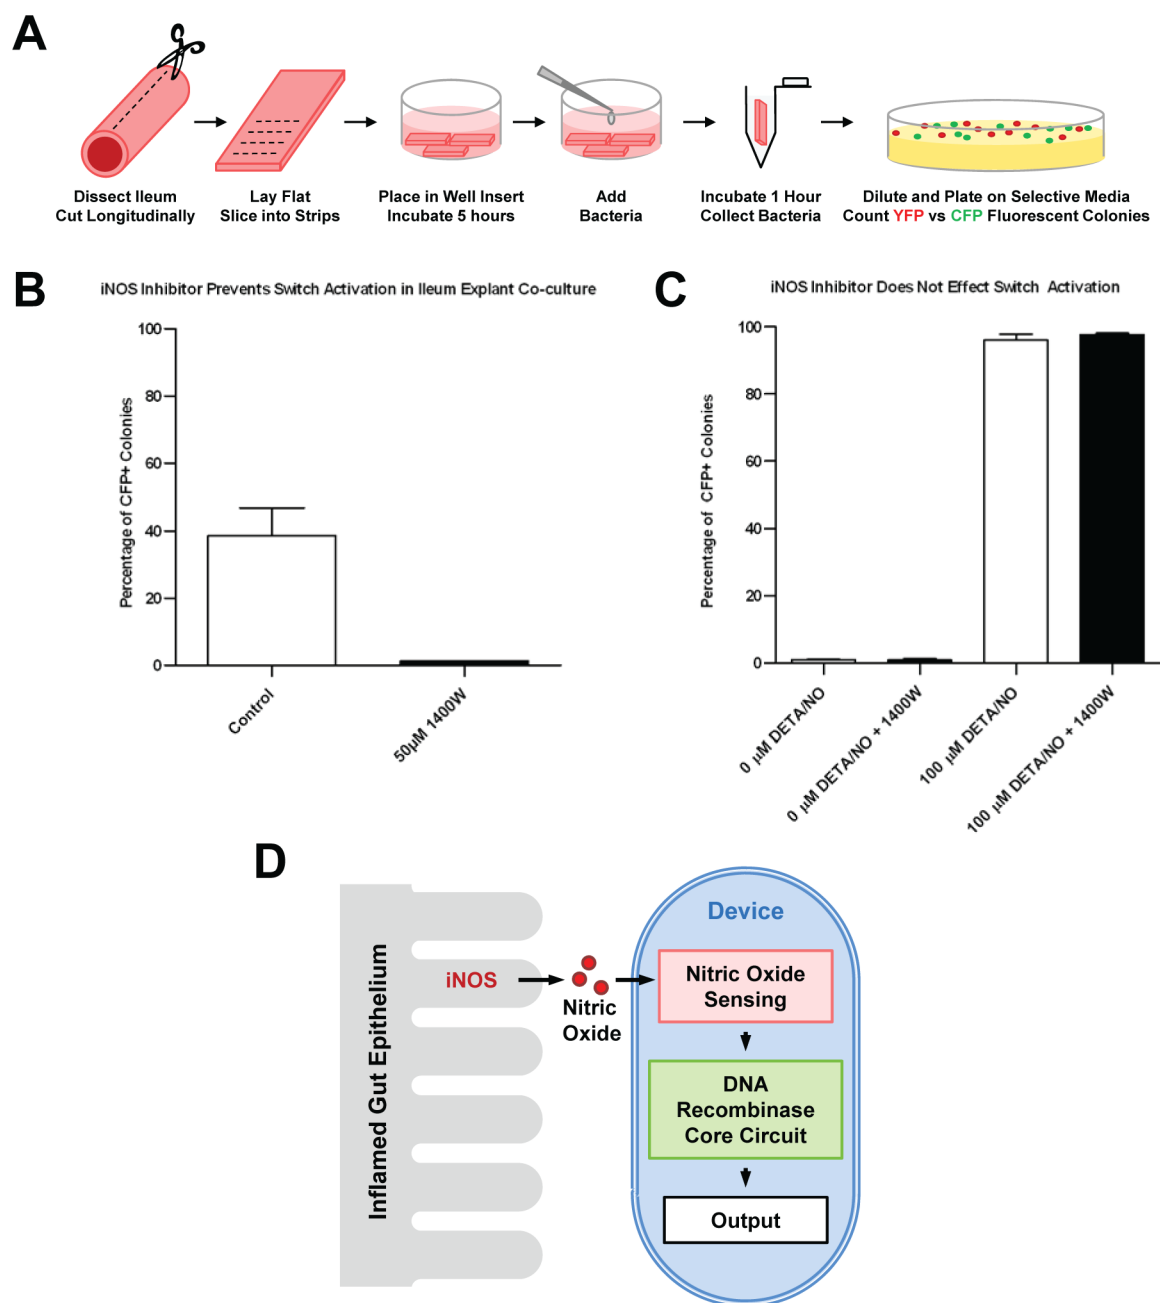 A
Dissect Ileum
Cut Longitudinally
Lay Flat
Slice into Strips
Place in Well Insert
Incubate 5 hours
Add
Bacteria
Incubate 1 Hour
Collect Bacteria
Dilute and Plate on Selective Media
Count YFP vs CFP Fluorescent Colonies
B
iNOS Inhibitor Prevents Switch Activation in Ileum Explant Co-culture
Percentage of CFP+ Colonies
100
80
60
40
20
0
Control
50µM 1400W
C
iNOS Inhibitor Does Not Effect Switch Activation
Percentage of CFP+ Colonies
100
80
60
40
20
0
0 µM DETA/NO
0 µM DETA/NO + 1400W
100 µM DETA/NO
100 µM DETA/NO + 1400W
D
Inflamed Gut Epithelium
iNOS
Nitric
Oxide
Device
Nitric Oxide
Sensing
DNA
Recombinase
Core Circuit
Output